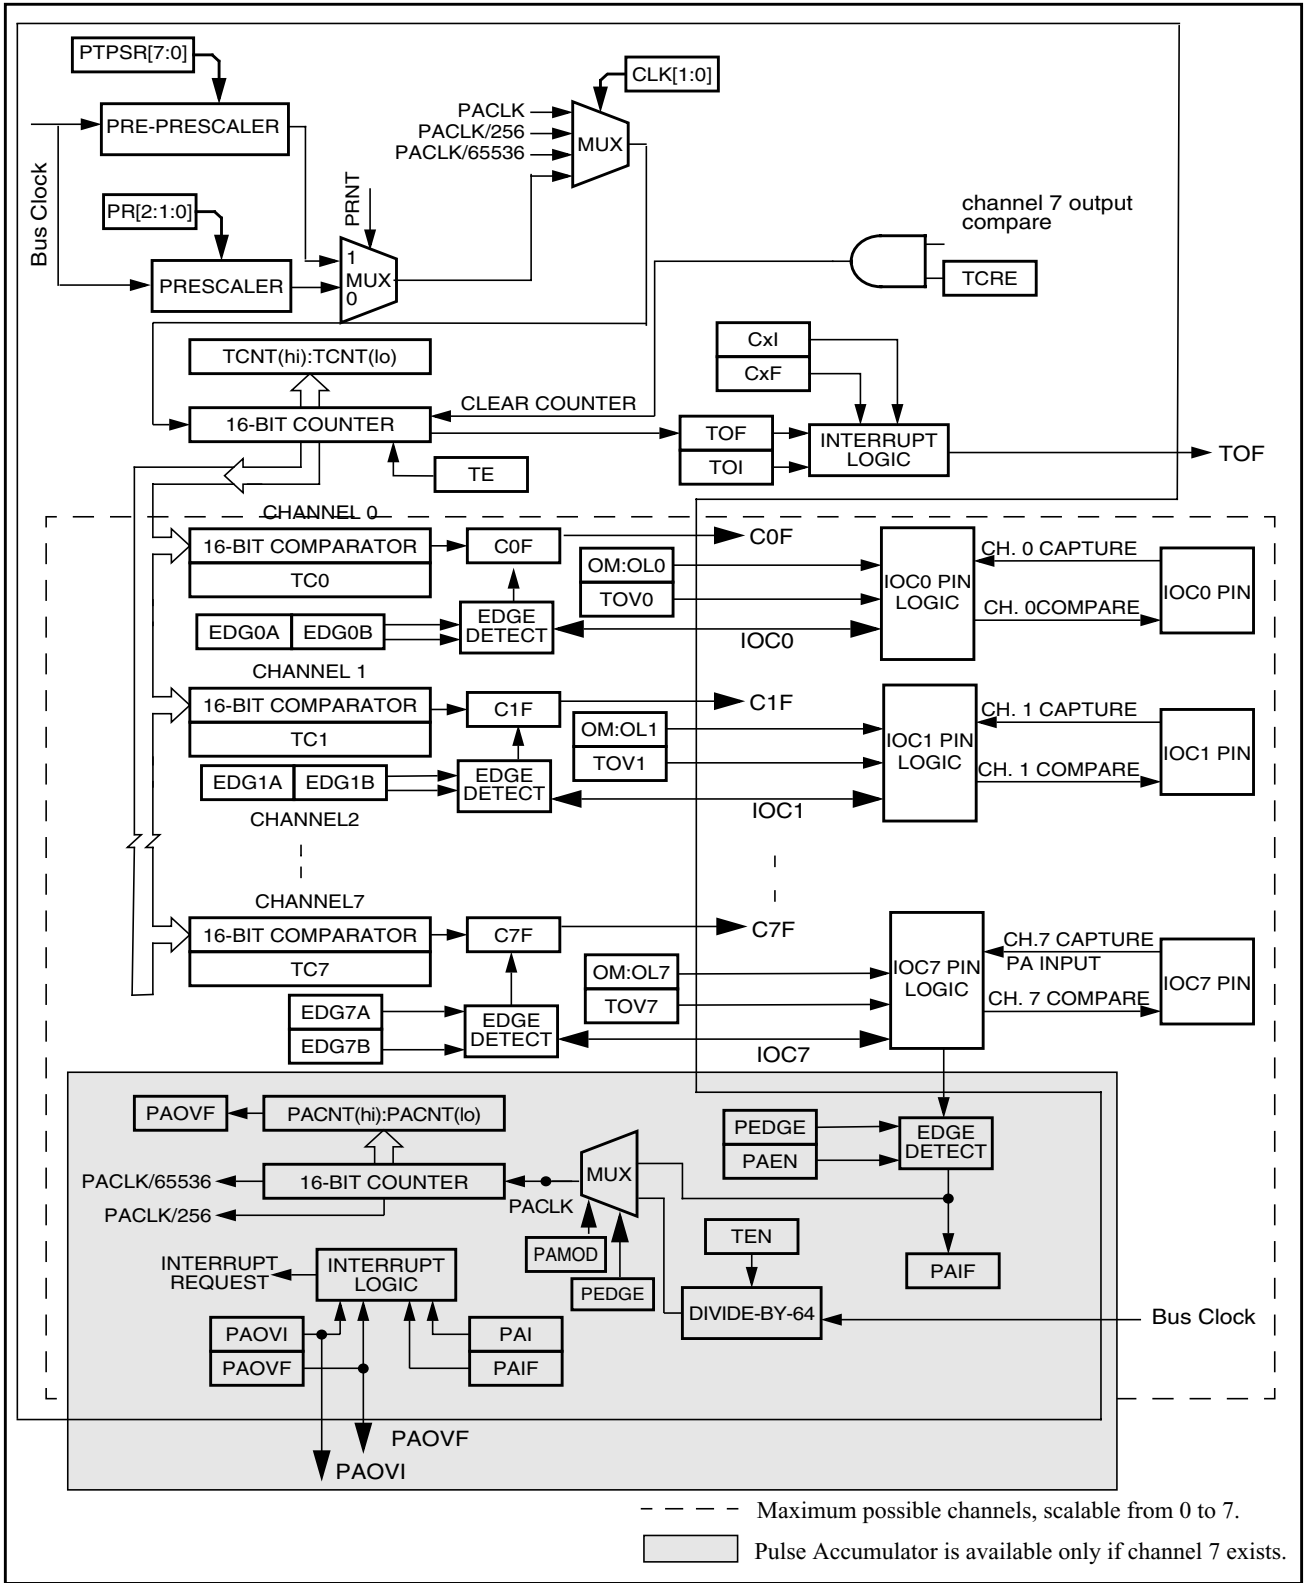 PTPSR[7:0]
CLK[1:0]
PACLK
PACLK/256
PACLK/65536
MUX
PRE-PRESCALER
Bus Clock
PR[2:1:0]
PRNT
1
MUX
0
PRESCALER
channel 7 output
compare
TCRE
TCNT(hi):TCNT(lo)
CxI
CxF
CLEAR COUNTER
16-BIT COUNTER
TOF
TOI
INTERRUPT
LOGIC
TOF
TE
CHANNEL 0
16-BIT COMPARATOR
TC0
C0F
C0F
OM:OL0
TOV0
EDG0A
EDG0B
EDGE
DETECT
IOC0
IOC0 PIN
LOGIC
CH. 0 CAPTURE
CH. 0COMPARE
IOC0 PIN
CHANNEL 1
16-BIT COMPARATOR
TC1
C1F
C1F
OM:OL1
TOV1
EDG1A
EDG1B
EDGE
DETECT
IOC1
IOC1 PIN
LOGIC
CH. 1 CAPTURE
CH. 1 COMPARE
IOC1 PIN
CHANNEL2
CHANNEL7
16-BIT COMPARATOR
TC7
C7F
C7F
OM:OL7
TOV7
EDG7A
EDG7B
EDGE
DETECT
IOC7
IOC7 PIN
LOGIC
CH.7 CAPTURE
PA INPUT
CH. 7 COMPARE
IOC7 PIN
PAOVF
PACNT(hi):PACNT(lo)
PEDGE
PAEN
EDGE
DETECT
PACLK/65536
PACLK/256
16-BIT COUNTER
PACLK
MUX
PAMOD
PEDGE
TEN
PAIF
INTERRUPT
REQUEST
INTERRUPT
LOGIC
DIVIDE-BY-64
Bus Clock
PAOVI
PAOVF
PAI
PAIF
PAOVF
PAOVI
Maximum possible channels, scalable from 0 to 7.
Pulse Accumulator is available only if channel 7 exists.